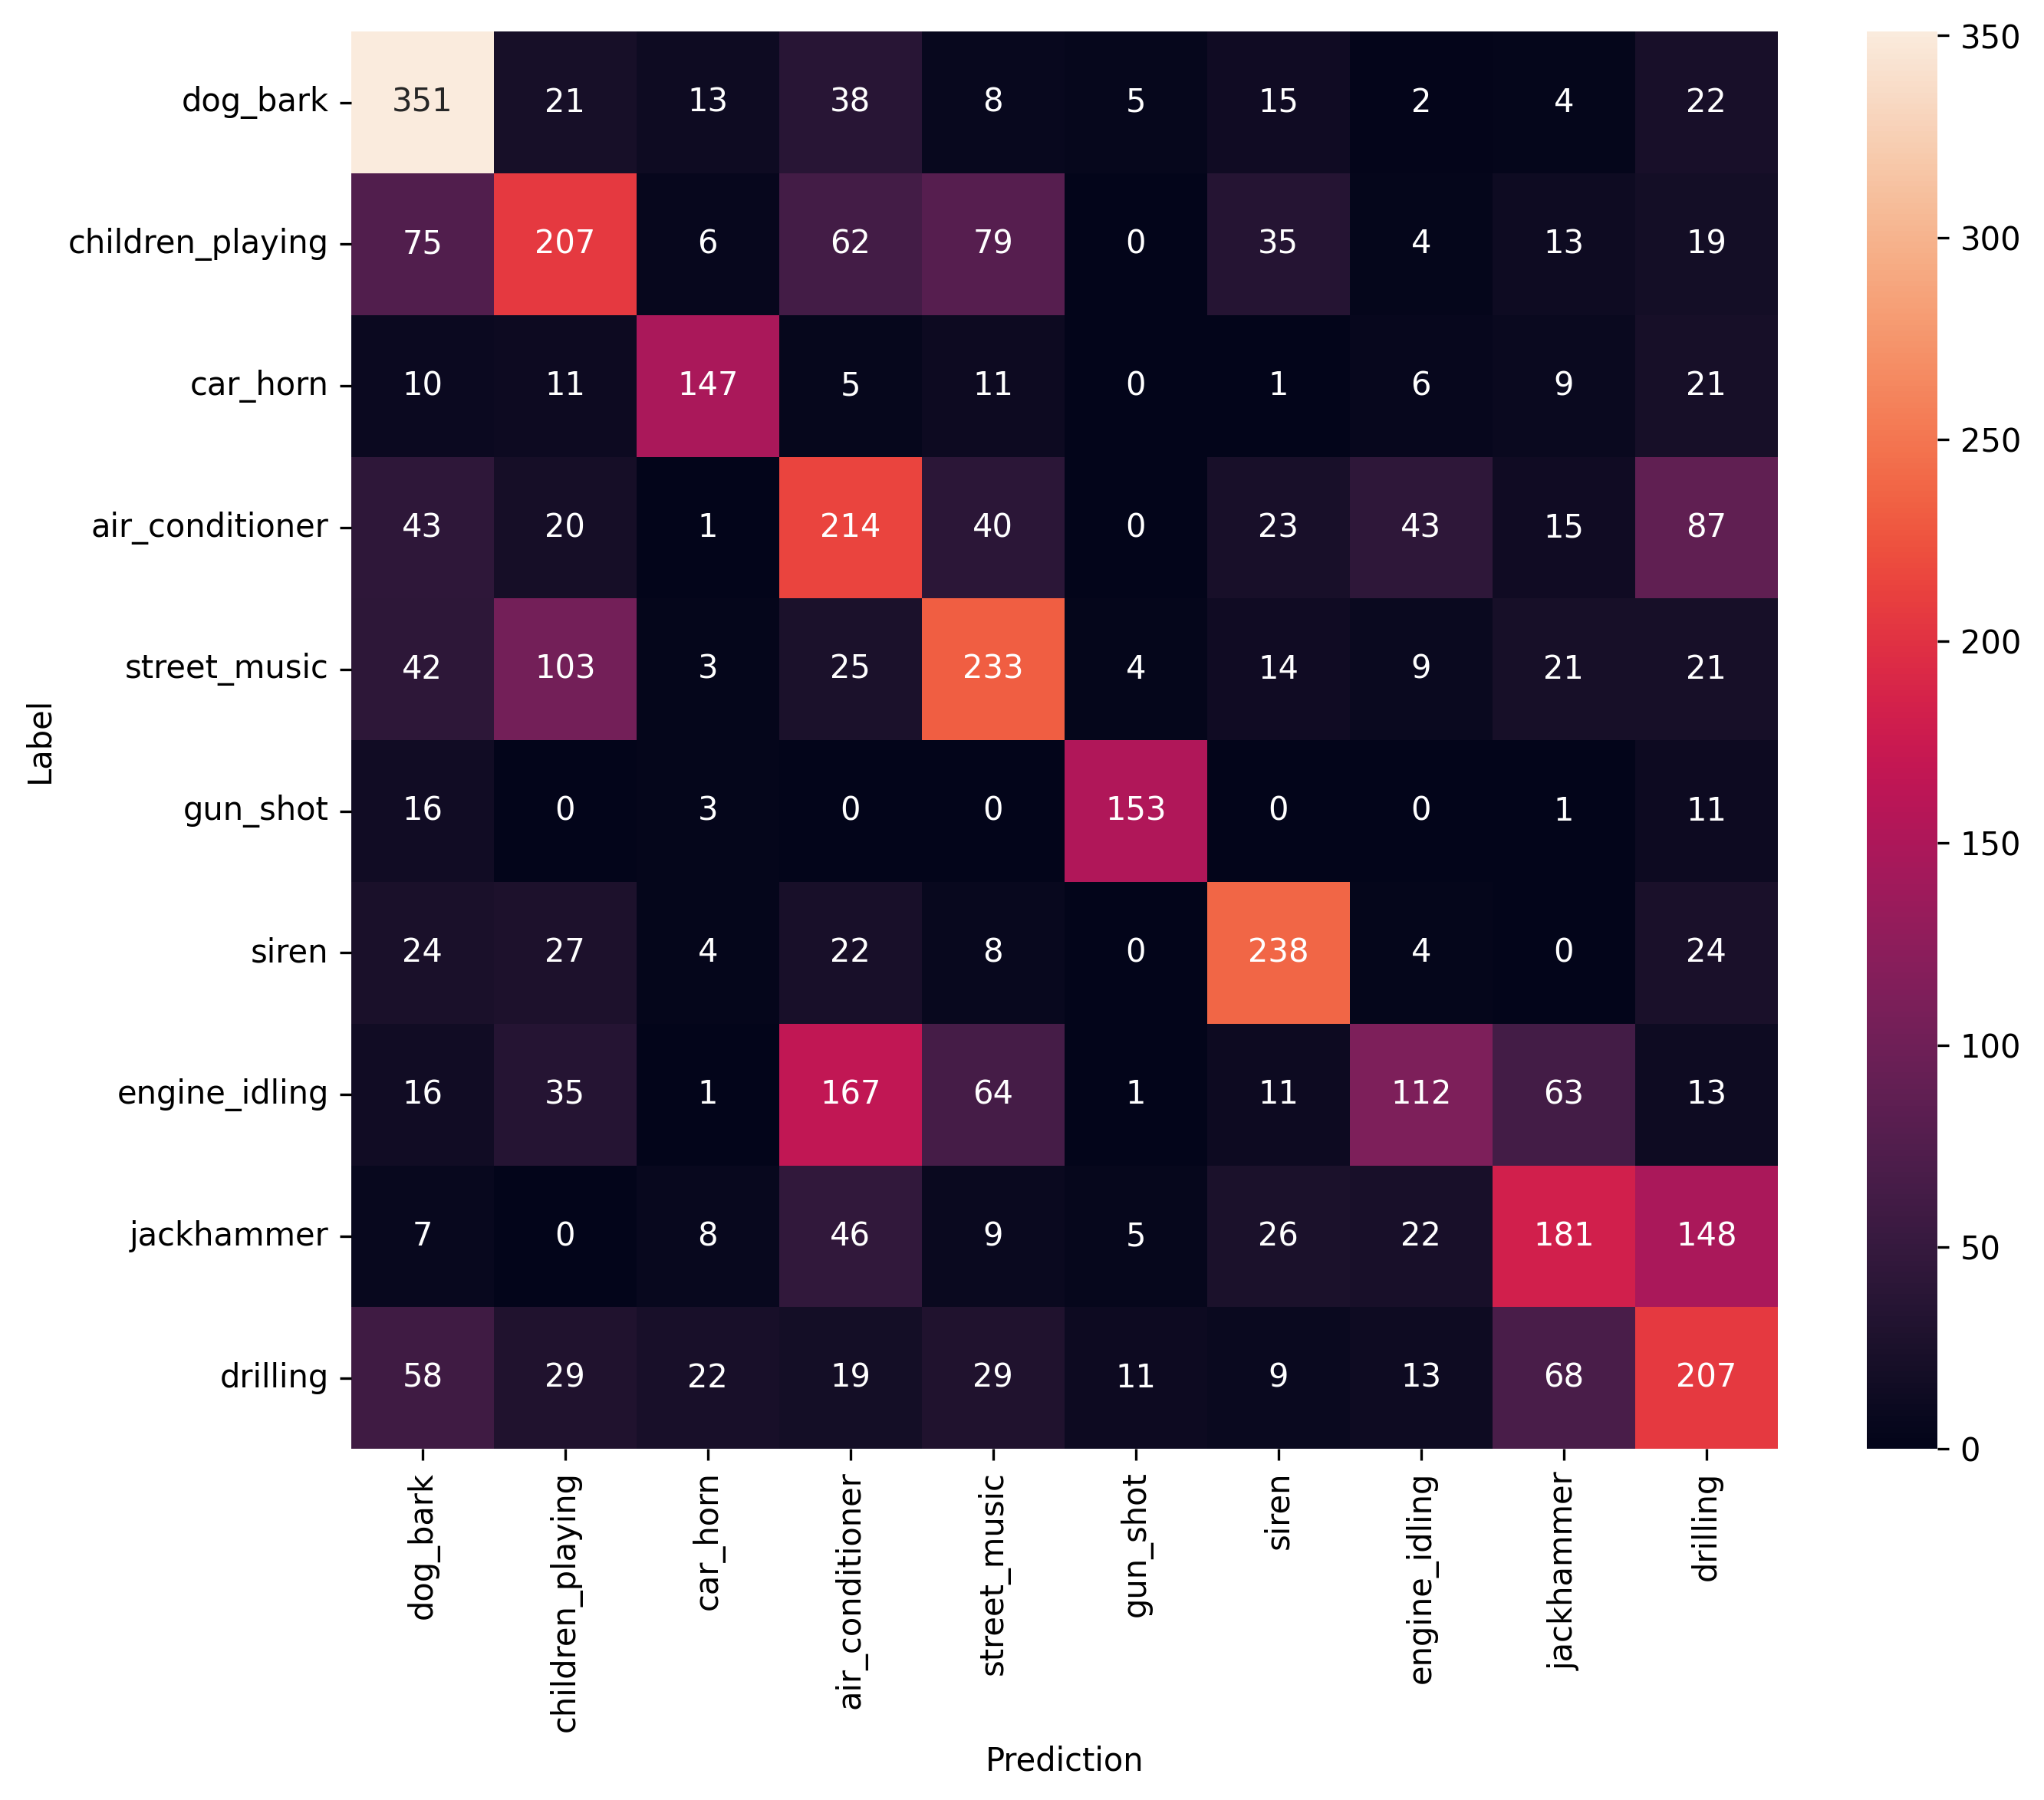 dog_bark 351 21 13 38 8 5 15 2 4 22
children_playing 75 207 6 62 79 0 35 4 13 19
car_horn 10 11 147 5 11 0 1 6 9 21
air_conditioner 43 20 1 214 40 0 23 43 15 87
street_music 42 103 3 25 233 4 14 9 21 21
gun_shot 16 0 3 0 0 153 0 0 1 11
siren 24 27 4 22 8 0 238 4 0 24
engine_idling 16 35 1 167 64 1 11 112 63 13
jackhammer 7 0 8 46 9 5 26 22 181 148
drilling 58 29 22 19 29 11 9 13 68 207
Label
dog_bark
children_playing
car_horn
air_conditioner
street_music
gun_shot
siren
engine_idling
jackhammer
drilling
Prediction
350
300
250
200
150
100
50
0